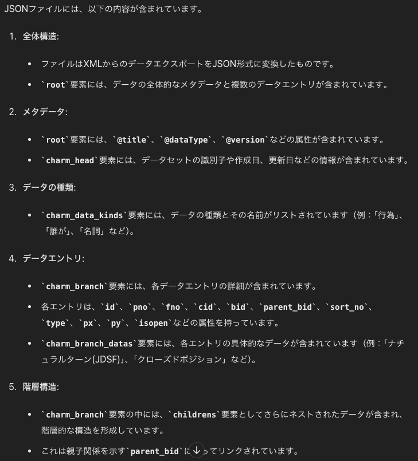 JSONファイルには、以下の内容が含まれています。
1. 全体構造:
• ファイルはXMLからのデータエクスポートをJSON形式に変換したものです。
• `root`要素には、データの全体的なメタデータと複数のデータエントリが含まれています。
2. メタデータ:
• `root`要素には、`@title`、`@dataType`、`@version`などの属性が含まれています。
• `charm_head`要素には、データセットの識別子や作成日、更新日などの情報が含まれています。
3. データの種類:
• `charm_data_kinds`要素には、データの種類とその名前がリストされています（例：「行為」、
「誰が」、「名詞」など）。
4. データエントリ:
• `charm_branch`要素には、各データエントリの詳細が含まれています。
• 各エントリは、`id`、`pno`、`fno`、`cid`、`bid`、`parent_bid`、`sort_no`、
`type`、`px`、`py`、`isopen`などの属性を持っています。
• `charm_branch_datas`要素には、各エントリの具体的なデータが含まれています（例：「ナチ
ュラルターン(JDSF)」、「クローズドポジション」など）。
5. 階層構造:
• `charm_branch`要素の中には、`childrens`要素としてさらにネストされたデータが含まれ、
階層的な構造を形成しています。
• これは親子関係を示す`parent_bid`によってリンクされています。